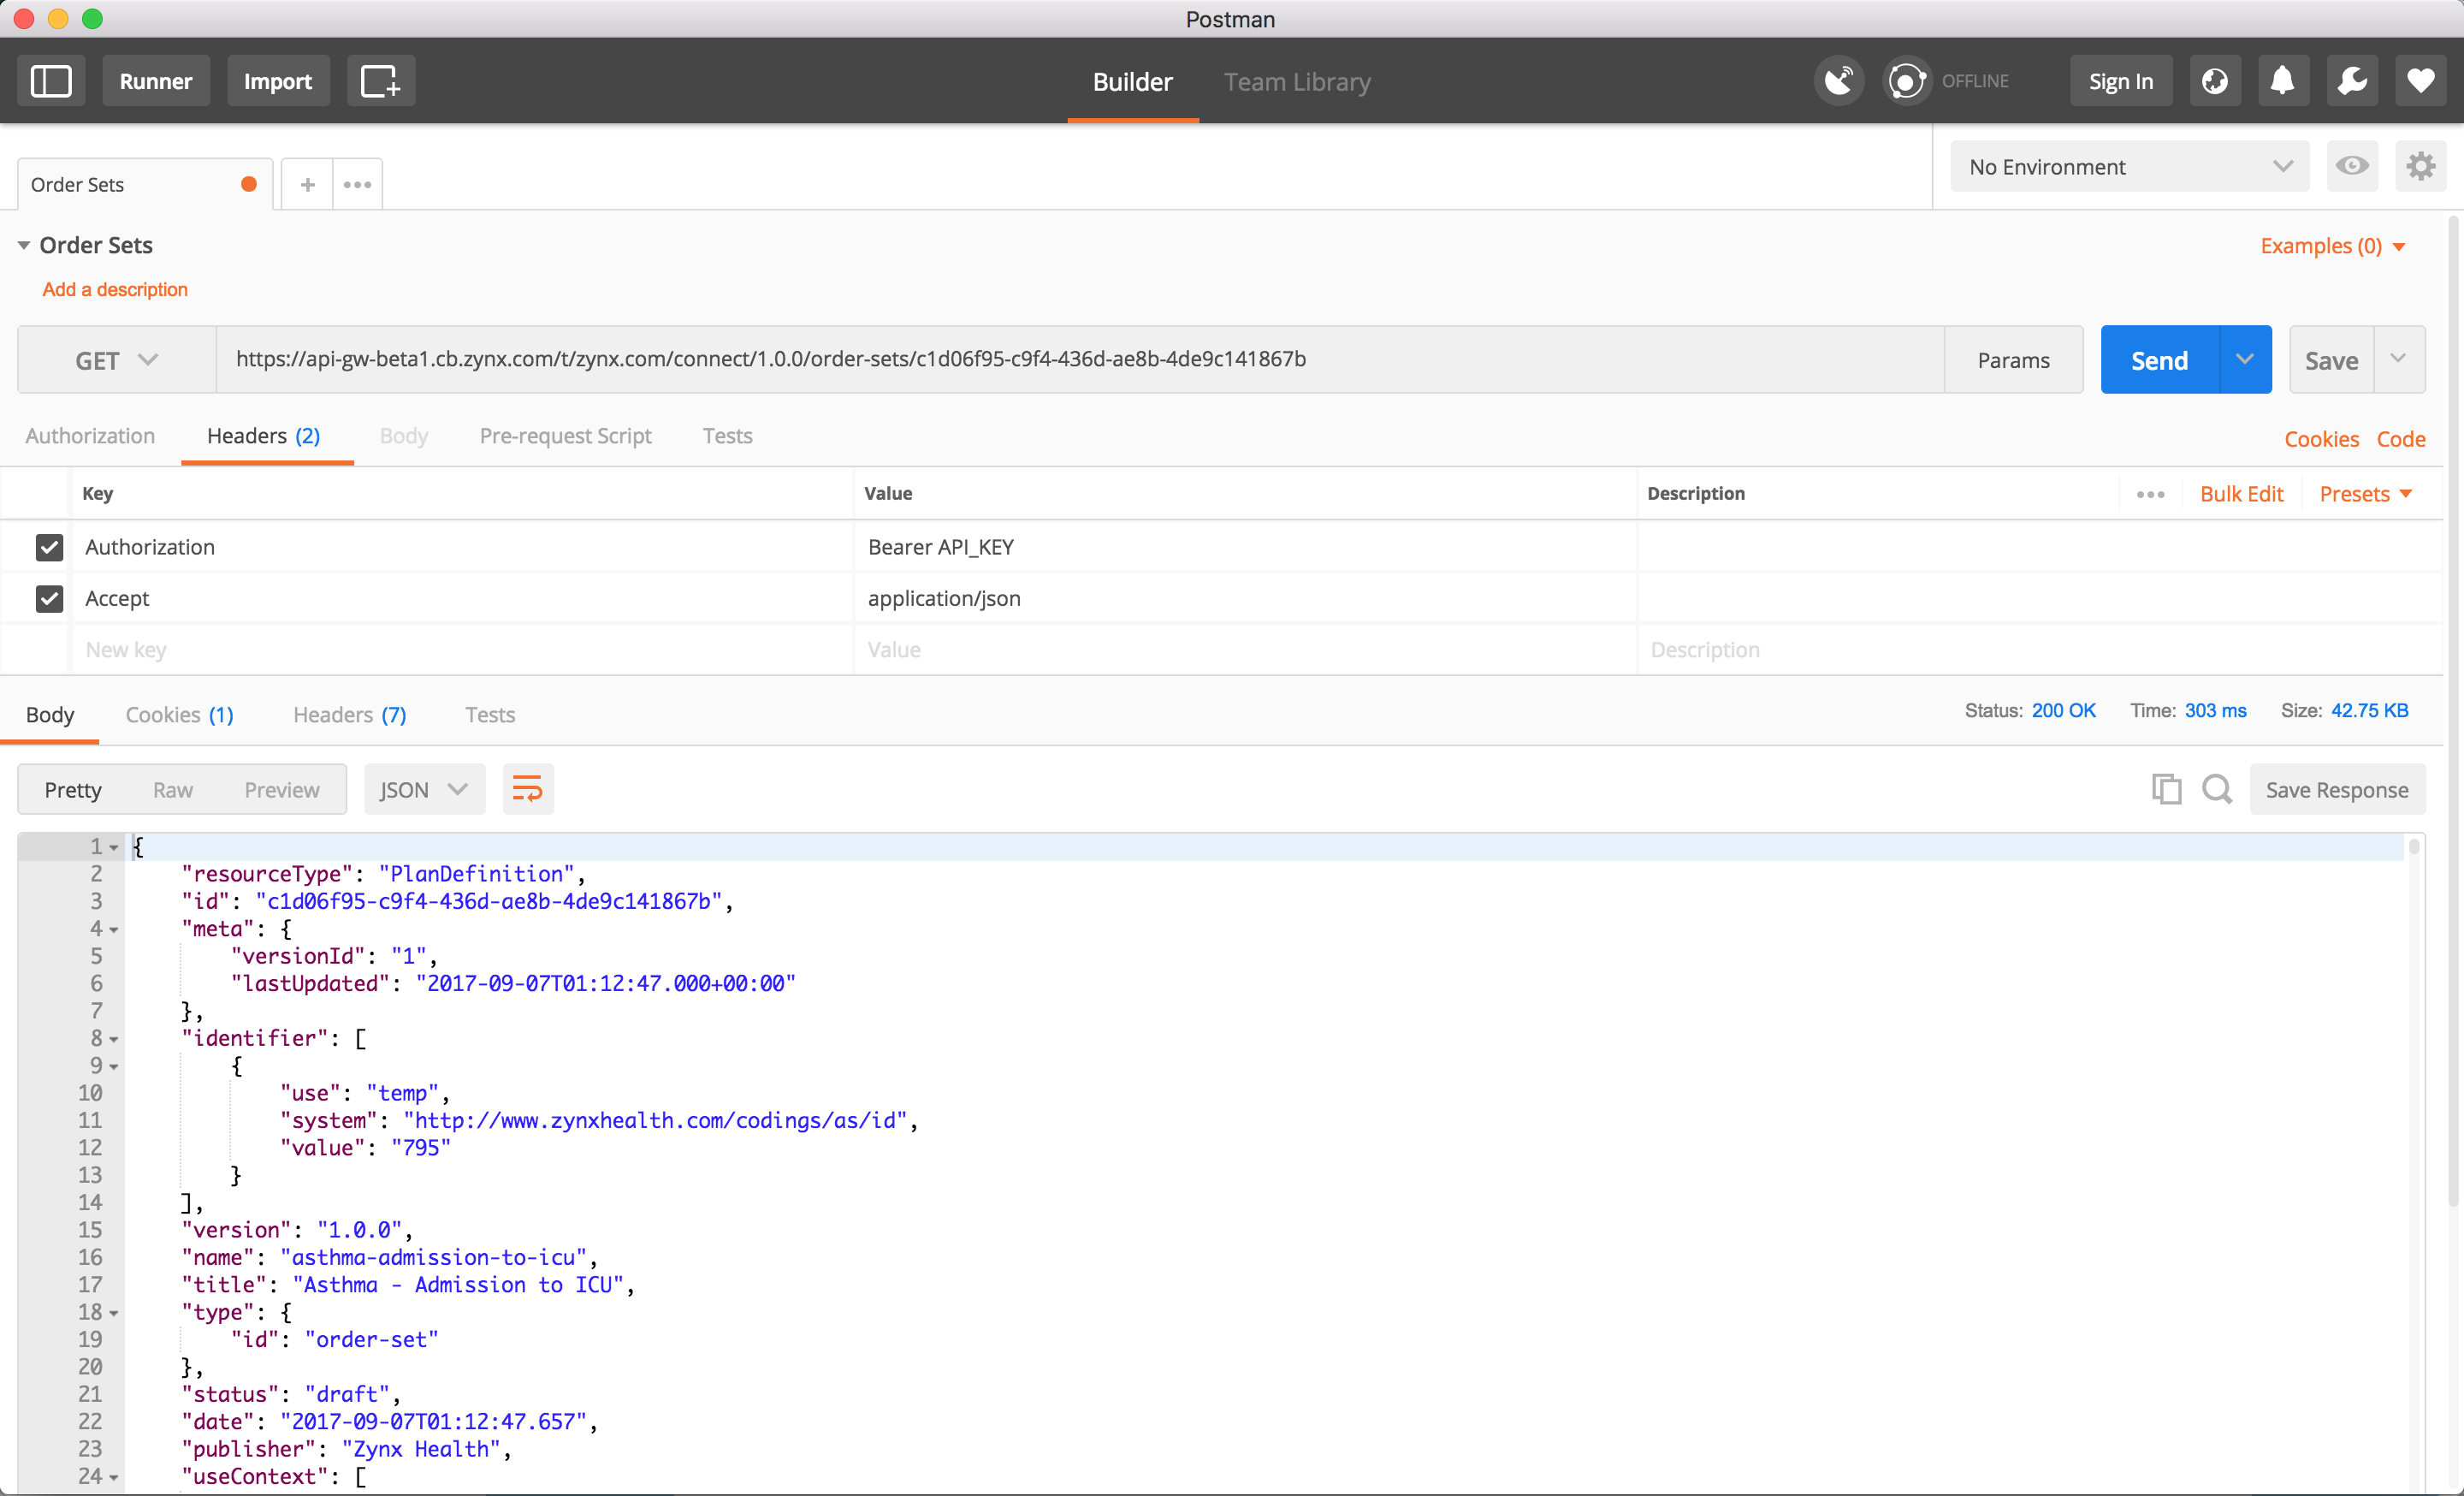 Postman
Runner Import Builder Team Library OFFLINE Sign In
Order Sets + No Environment
Order Sets Examples (0)
Add a description
GET https://api-gw-beta1.cb.zynx.com/t/zynx.com/connect/1.0.0/order-sets/c1d06f95-c9f4-436d-ae8b-4de9c141867b Params Send Save
Authorization Headers (2) Body Pre-request Script Tests Cookies Code
Key Value Description ••• Bulk Edit Presets
Authorization Bearer API_KEY
Accept application/json
New key Value Description
Body Cookies (1) Headers (7) Tests Status: 200 OK Time: 303 ms Size: 42.75 KB
Pretty Raw Preview JSON Save Response
1 {
2 "resourceType": "PlanDefinition",
3 "id": "c1d06f95-c9f4-436d-ae8b-4de9c141867b",
4 "meta": {
5 "versionId": "1",
6 "lastUpdated": "2017-09-07T01:12:47.000+00:00"
7 },
8 "identifier": [
9 {
10 "use": "temp",
11 "system": "http://www.zynxhealth.com/codings/as/id",
12 "value": "795"
13 }
14 ],
15 "version": "1.0.0",
16 "name": "asthma-admission-to-icu",
17 "title": "Asthma - Admission to ICU",
18 "type": {
19 "id": "order-set"
20 },
21 "status": "draft",
22 "date": "2017-09-07T01:12:47.657",
23 "publisher": "Zynx Health",
24 "useContext": [